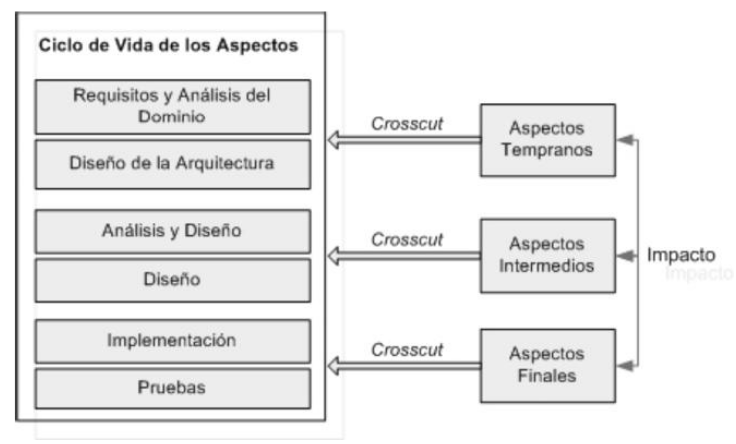 Ciclo de Vida de los Aspectos
Requisitos y Análisis del
Dominio
Diseño de la Arquitectura
Análisis y Diseño
Diseño
Implementación
Pruebas
Crosscut
Aspectos
Tempranos
Crosscut
Aspectos
Intermedios
Impacto
Impacto
Crosscut
Aspectos
Finales